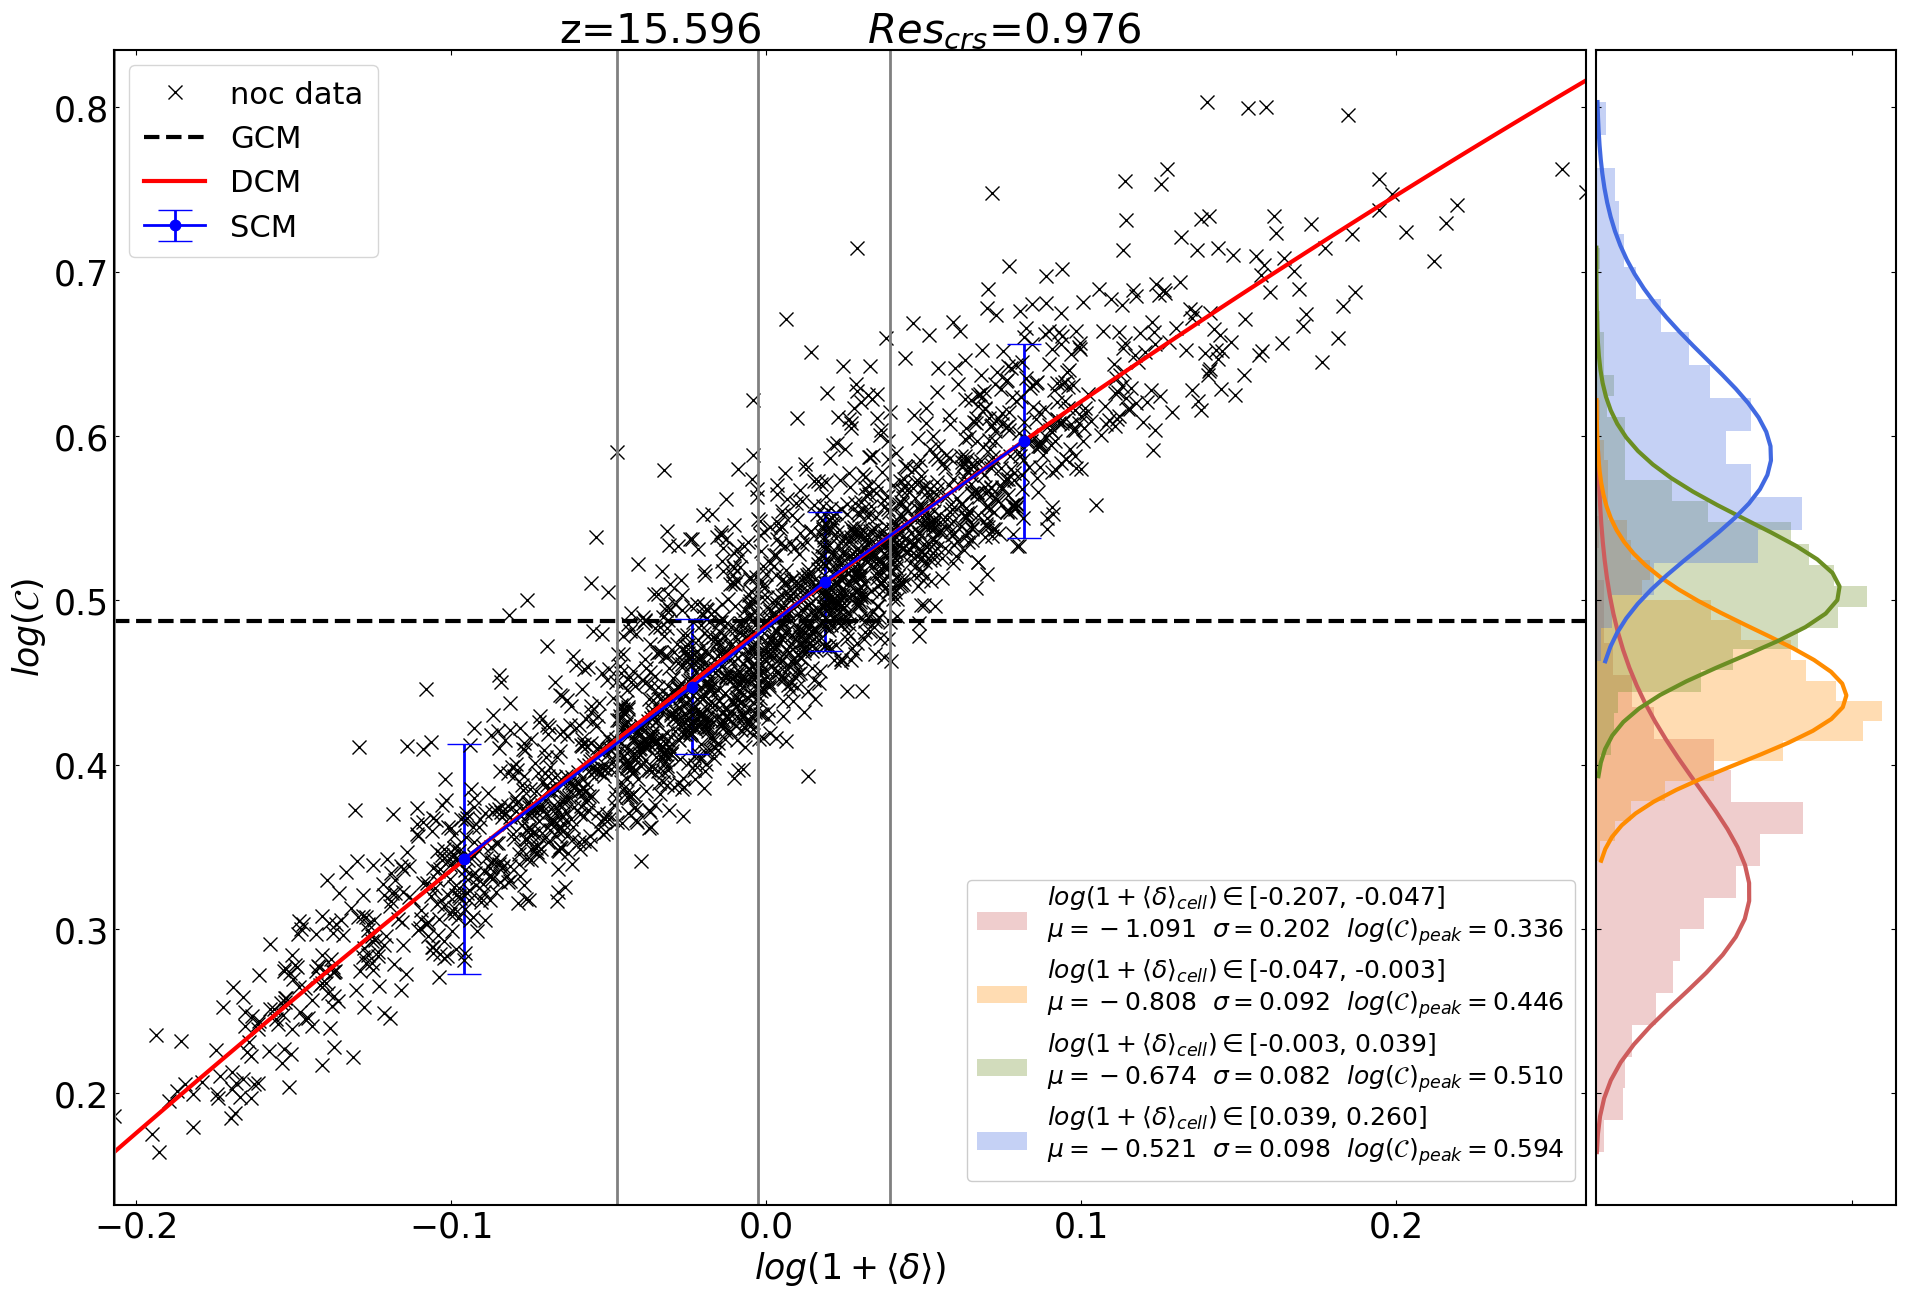 z=15.596 Res_crs=0.976
noc data
GCM
DCM
SCM
0.8
0.7
0.6
0.5
0.4
0.3
0.2
log(𝒞)
log(1 + ⟨δ⟩_cell) ∈ [-0.207, -0.047]
μ = −1.091 σ = 0.202 log(𝒞)_peak = 0.336
log(1 + ⟨δ⟩_cell) ∈ [-0.047, -0.003]
μ = −0.808 σ = 0.092 log(𝒞)_peak = 0.446
log(1 + ⟨δ⟩_cell) ∈ [-0.003, 0.039]
μ = −0.674 σ = 0.082 log(𝒞)_peak = 0.510
log(1 + ⟨δ⟩_cell) ∈ [0.039, 0.260]
μ = −0.521 σ = 0.098 log(𝒞)_peak = 0.594
−0.2 −0.1 0.0 0.1 0.2
log(1 + ⟨δ⟩)